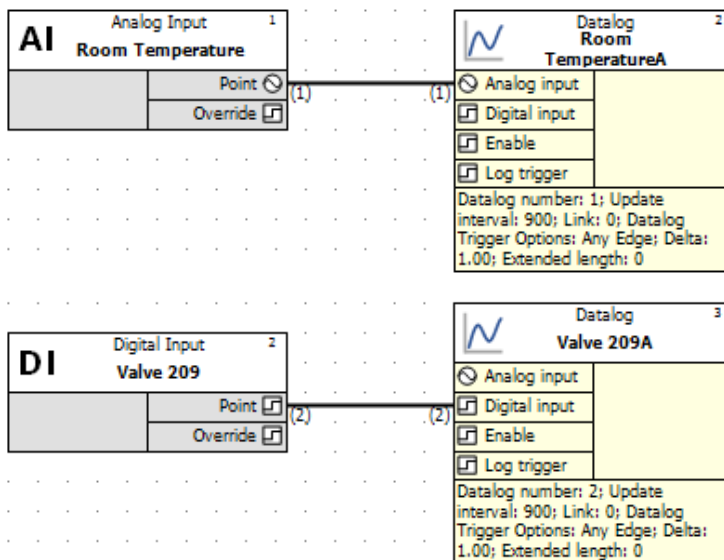 AI
Analog Input 1
Room Temperature
Point
Override
(1)
(1)
Datalog 2
Room
TemperatureA
Analog input
Digital input
Enable
Log trigger
Datalog number: 1; Update
interval: 900; Link: 0; Datalog
Trigger Options: Any Edge; Delta:
1.00; Extended length: 0
DI
Digital Input 2
Valve 209
Point
Override
(2)
(2)
Datalog 3
Valve 209A
Analog input
Digital input
Enable
Log trigger
Datalog number: 2; Update
interval: 900; Link: 0; Datalog
Trigger Options: Any Edge; Delta:
1.00; Extended length: 0